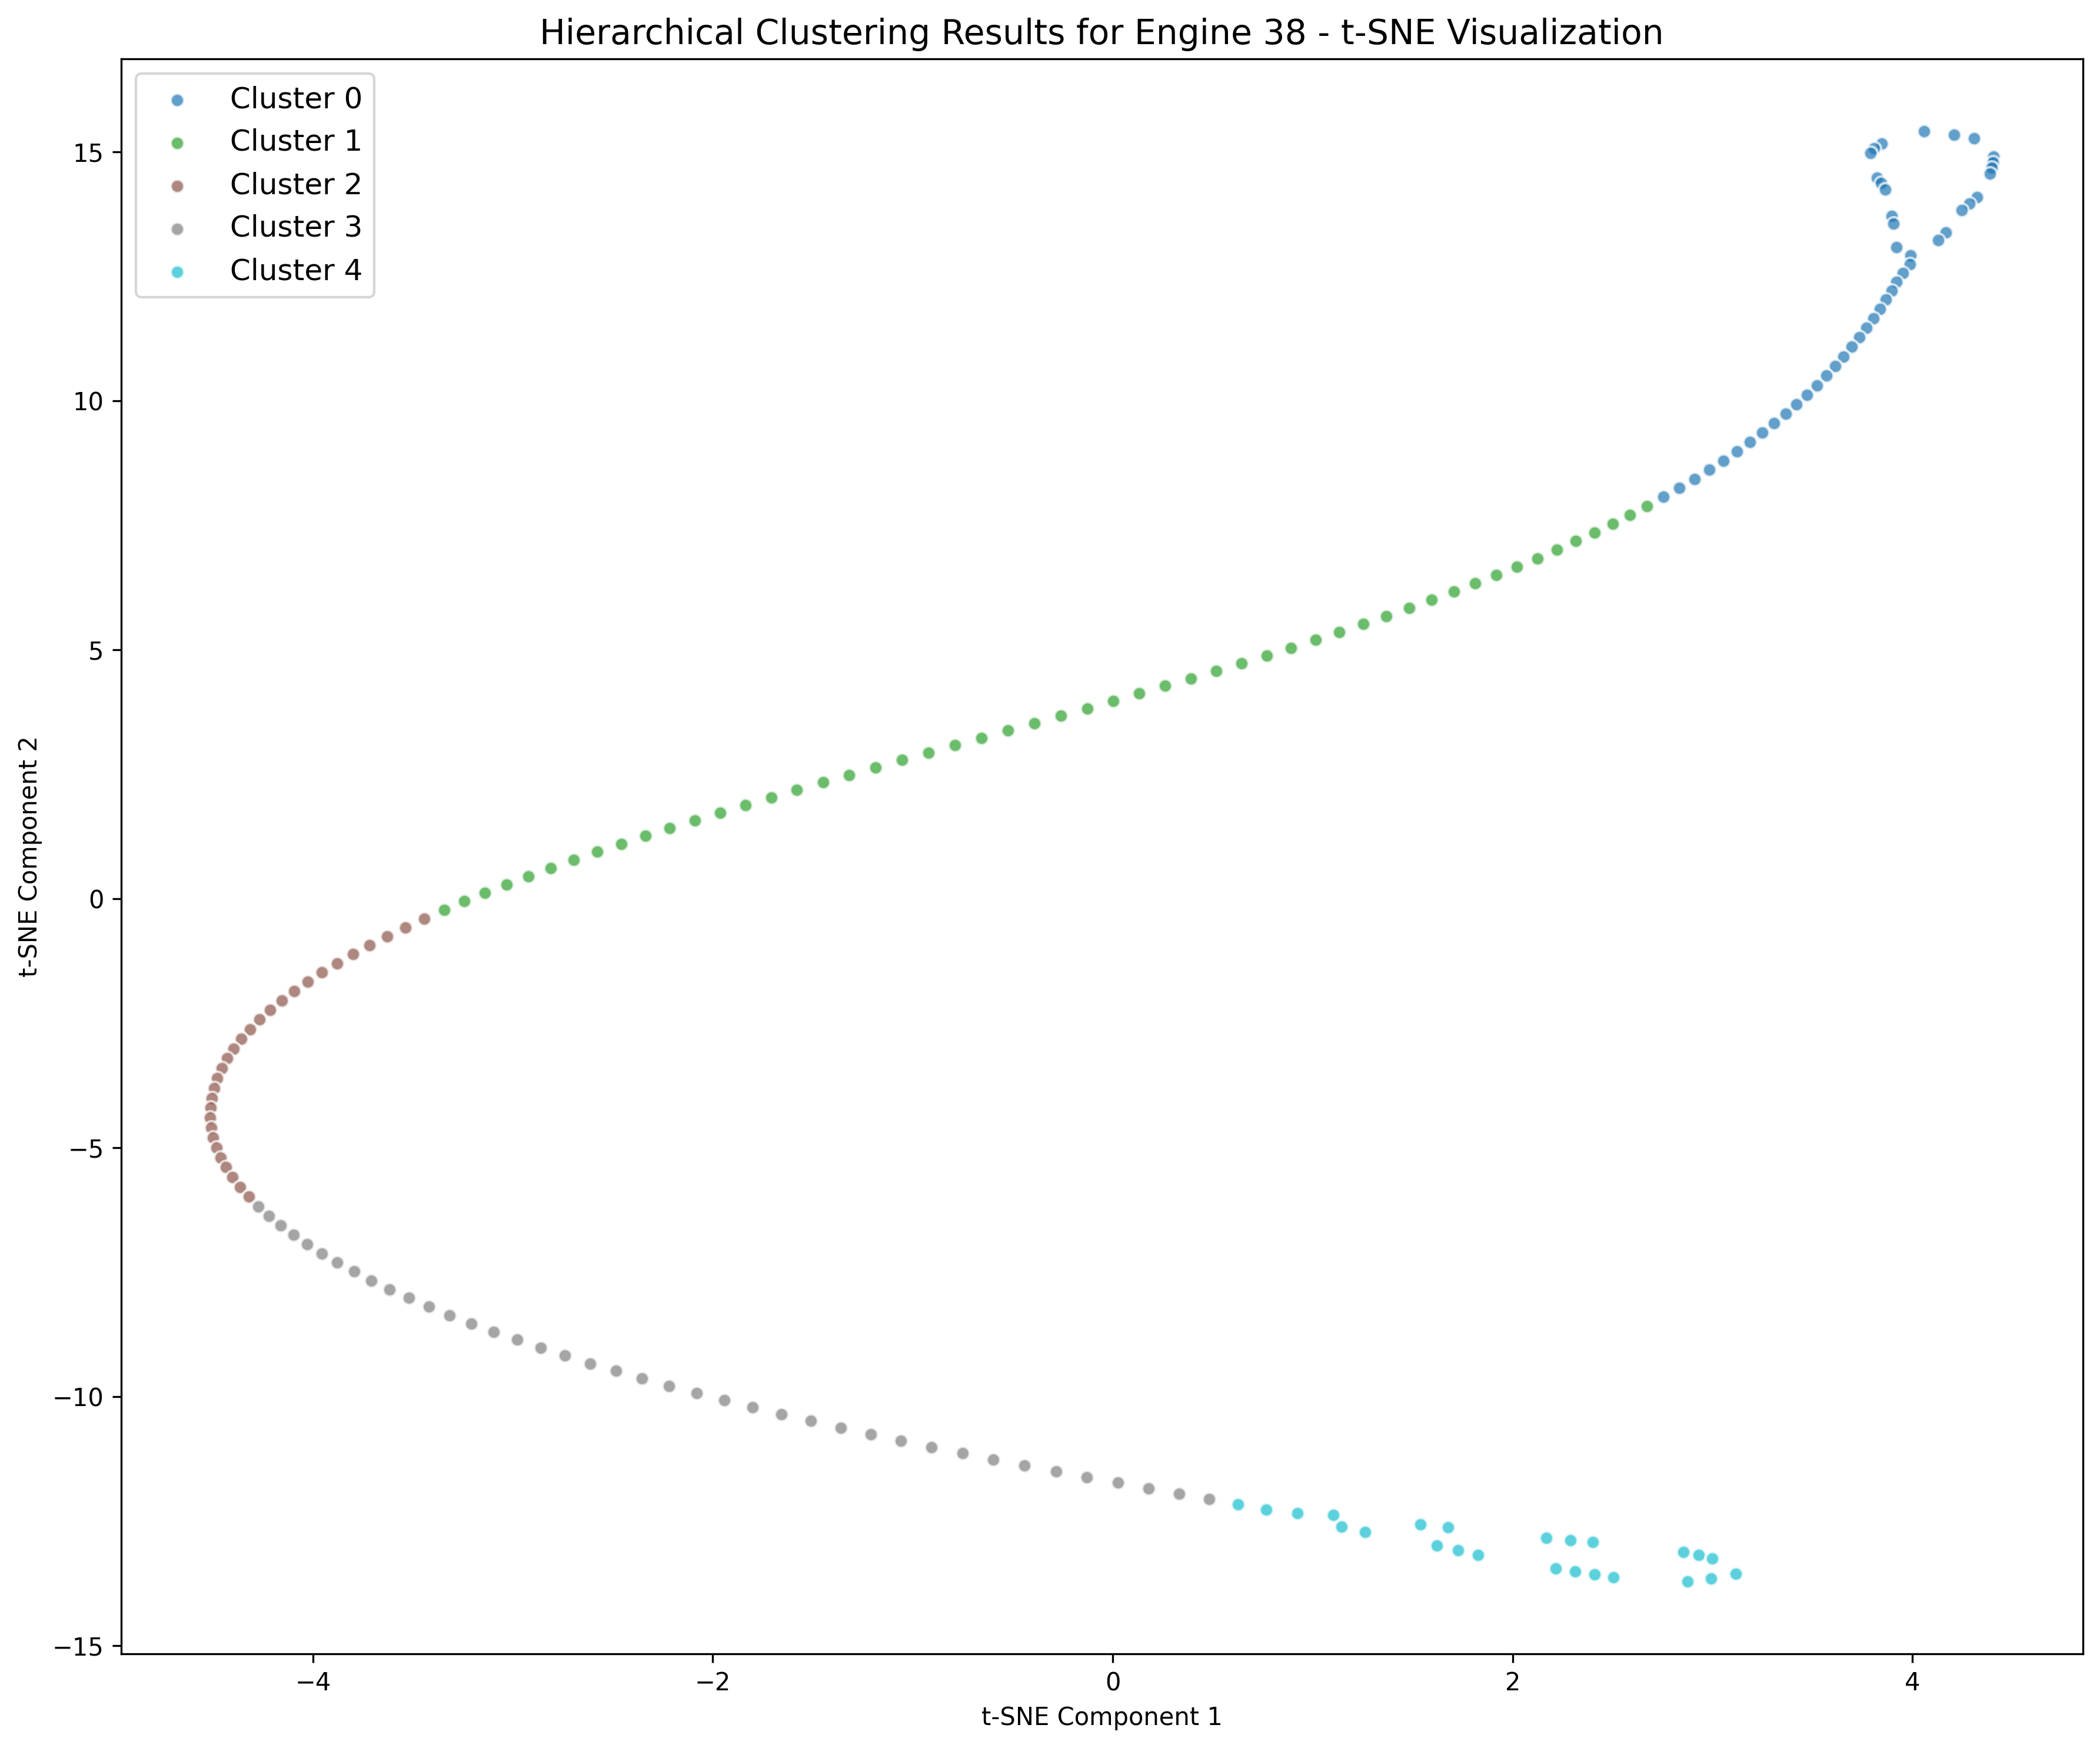 Hierarchical Clustering Results for Engine 38 - t-SNE Visualization
Cluster 0
Cluster 1
Cluster 2
Cluster 3
Cluster 4
t-SNE Component 2
15
10
5
0
−5
−10
−15
−4
−2
0
2
4
t-SNE Component 1